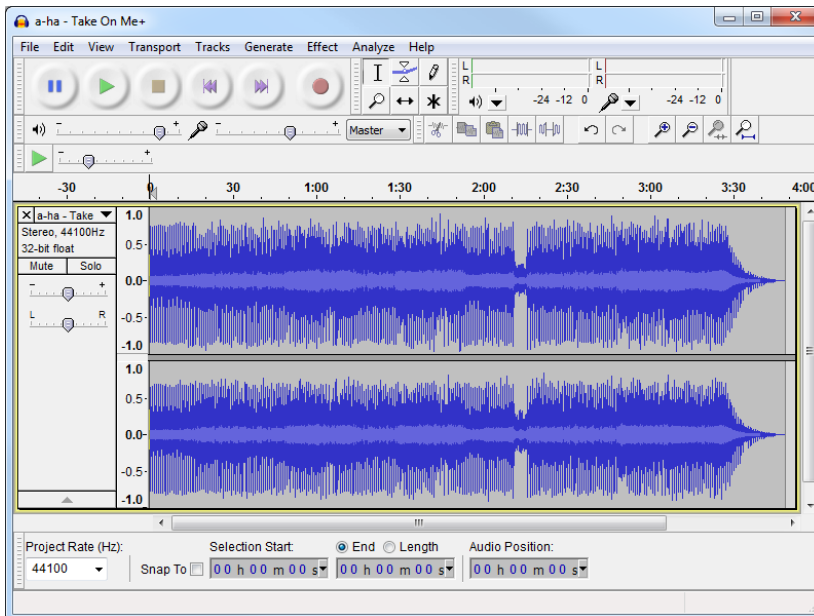 a-ha - Take On Me+
File Edit View Transport Tracks Generate Effect Analyze Help
L
R
L
R
-24 -12 0
-24 -12 0
- +
- +
Master
- +
-30 0 30 1:00 1:30 2:00 2:30 3:00 3:30 4:00
X a-ha - Take
Stereo, 44100Hz
32-bit float
Mute Solo
- +
L R
1.0
0.5-
0.0-
-0.5-
-1.0
1.0
0.5-
0.0-
-0.5-
-1.0
Project Rate (Hz): Selection Start: End Length Audio Position:
44100 Snap To 00 h 00 m 00 s 00 h 00 m 00 s 00 h 00 m 00 s